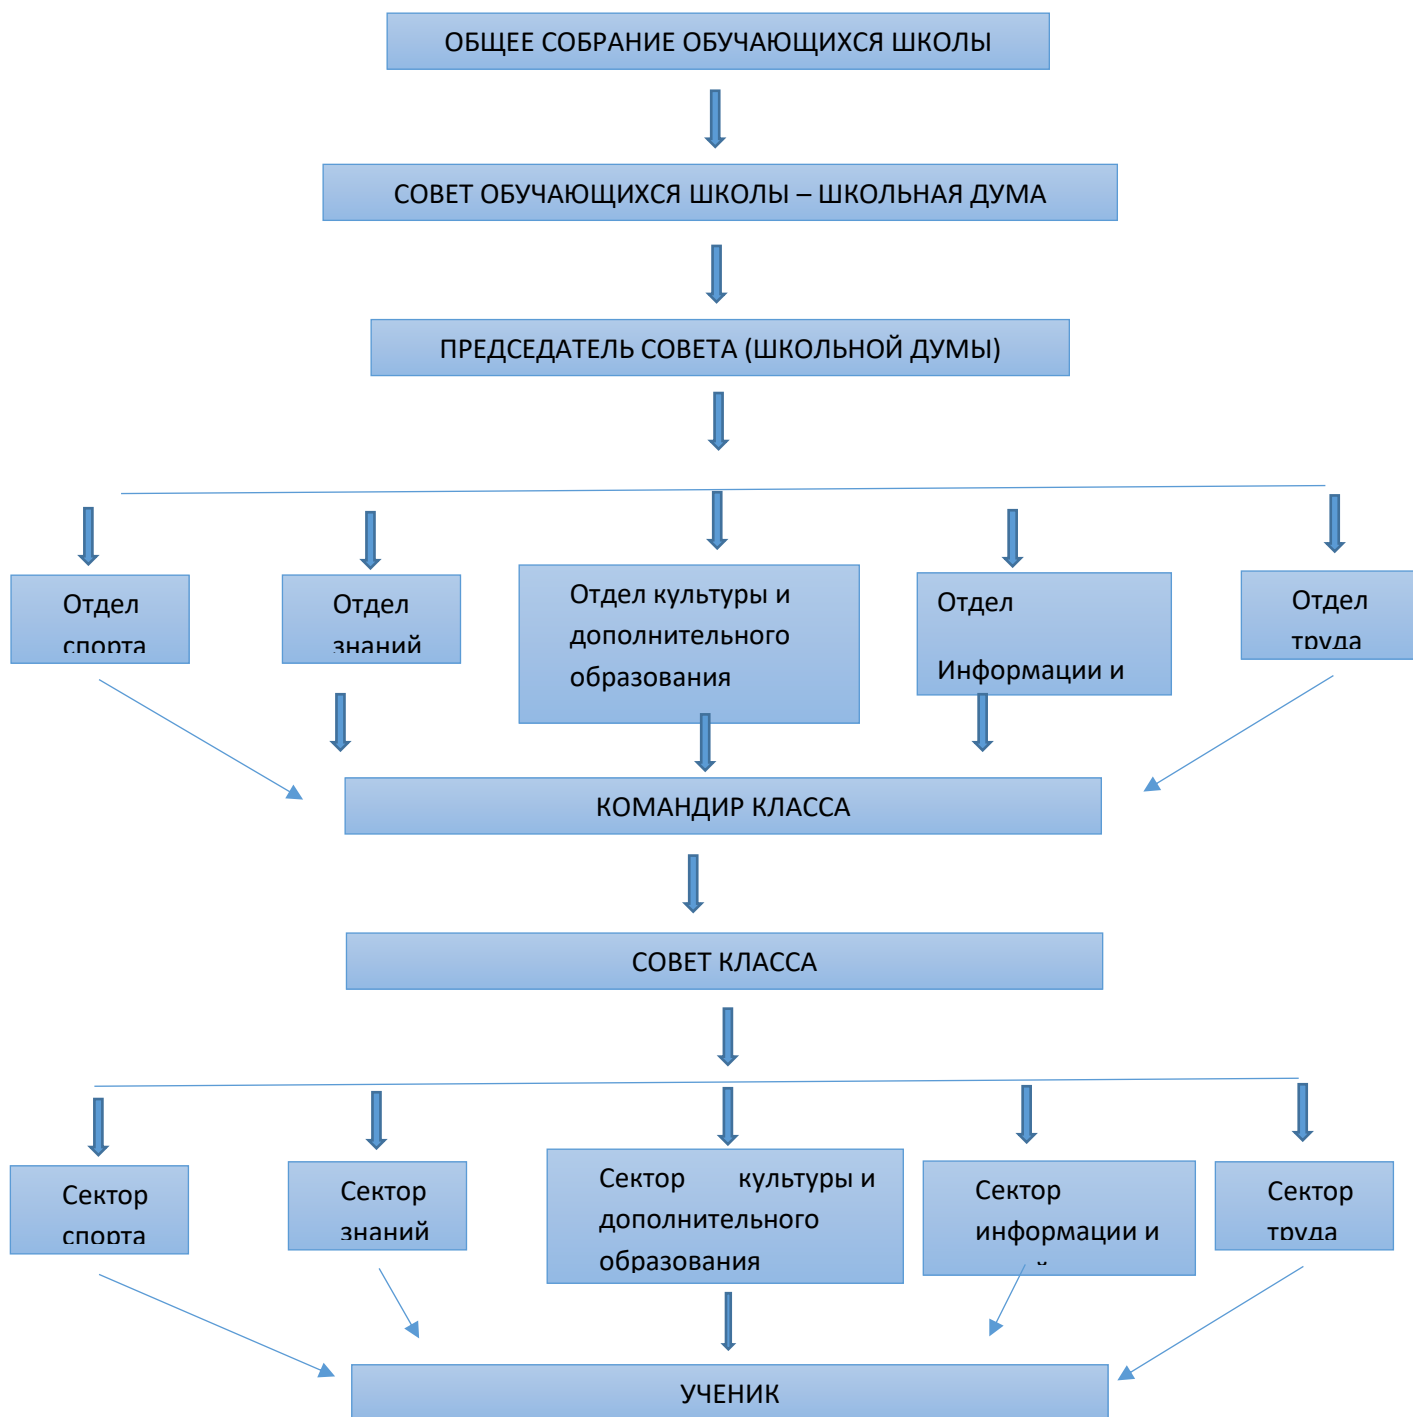 ОБЩЕЕ СОБРАНИЕ ОБУЧАЮЩИХСЯ ШКОЛЫ
СОВЕТ ОБУЧАЮЩИХСЯ ШКОЛЫ – ШКОЛЬНАЯ ДУМА
ПРЕДСЕДАТЕЛЬ СОВЕТА (ШКОЛЬНОЙ ДУМЫ)
Отдел
спорта
Отдел
знаний
Отдел культуры и
дополнительного
образования
Отдел
Информации и
Отдел
труда
КОМАНДИР КЛАССА
СОВЕТ КЛАССА
Сектор
спорта
Сектор
знаний
Сектор культуры и
дополнительного
образования
Сектор
информации и
Сектор
труда
УЧЕНИК